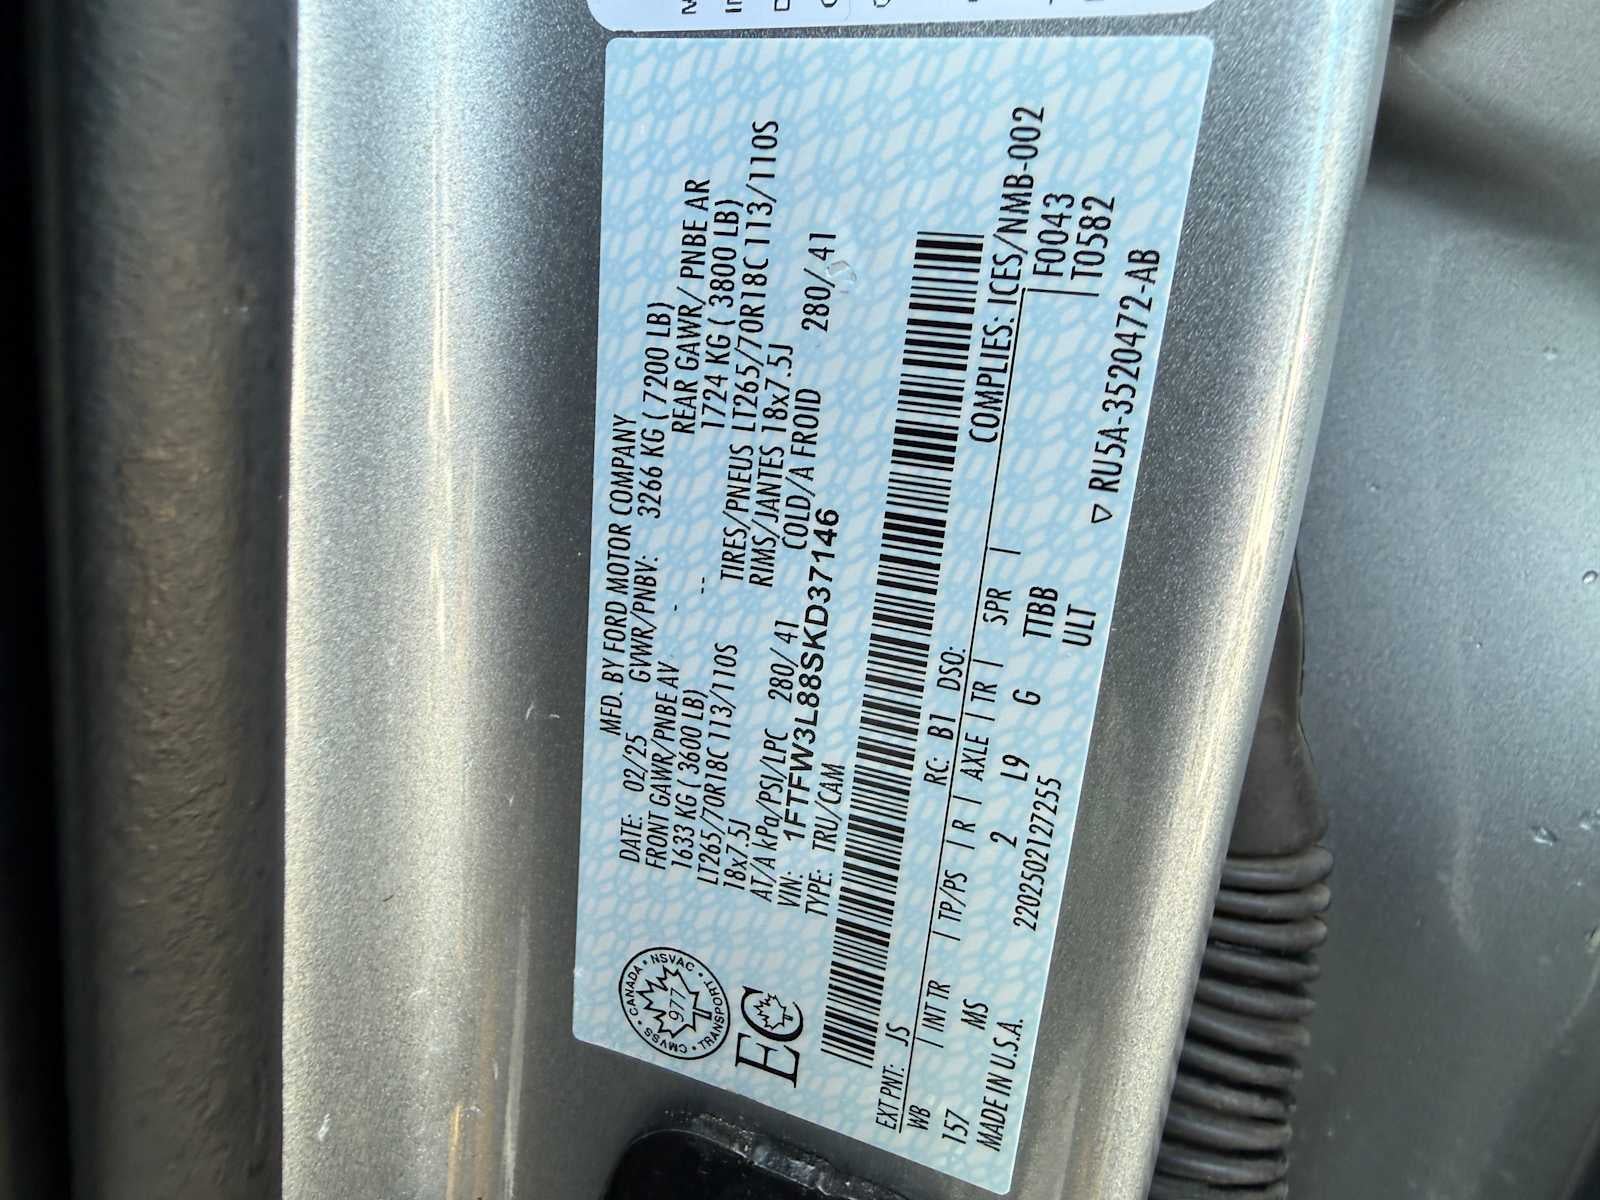 MFD. BY FORD MOTOR COMPANY
DATE: 02/25 GVWR/PNBV: 3266 KG ( 7200 LB)
FRONT GAWR/PNBE AV - REAR GAWR/ PNBE AR
1633 KG ( 3600 LB) --- 1724 KG ( 3800 LB)
LT265/70R18C 113/110S TIRES/PNEUS LT265/70R18C 113/110S
18x7.5J RIMS/JANTES 18x7.5J
AT/A kPa/PSI/LPC 280/ 41 COLD/A FROID 280/ 41
VIN: 1FTFW3L88SKD37146
TYPE: TRU/CAM
CMVSS • CANADA • NSVAC • TRANSPORT •
977
EC
EXT PNT: JS RC: B1 DSO: COMPLIES: ICES/NMB-002
WB | INT TR | TP/PS | R | AXLE | TR | SPR | | F0043
157 MS 2 L9 G TTBB | T0582
MADE IN U.S.A. 2202502127255 ULT
▽ RU5A-3520472-AB